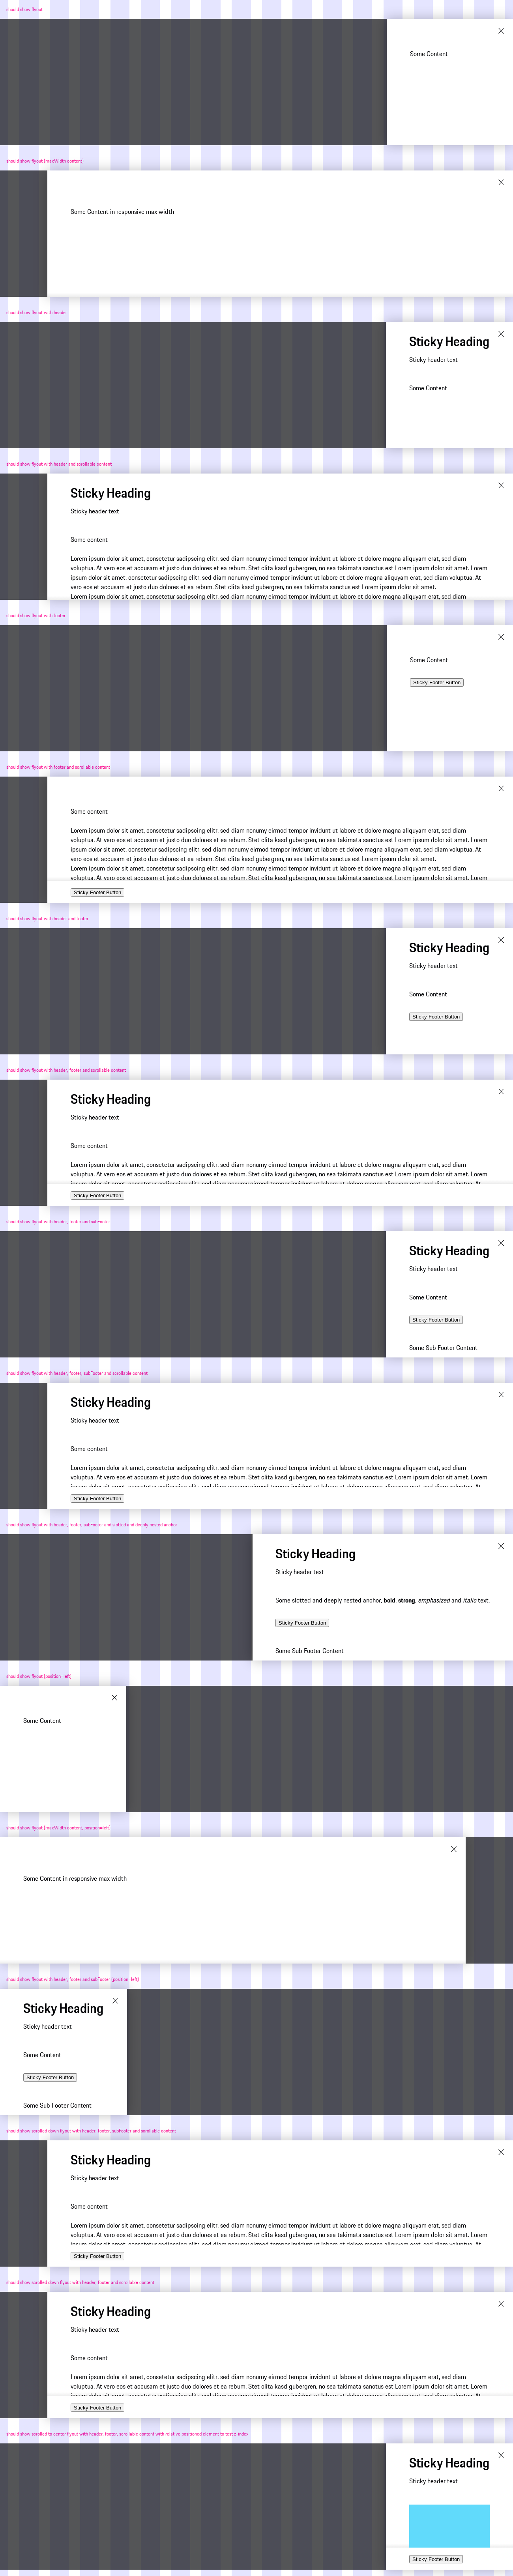 should show flyout
Some Content
should show flyout (maxWidth content)
Some Content in responsive max width
should show flyout with header
Sticky Heading
Sticky header text
Some Content
should show flyout with header and scrollable content
Sticky Heading
Sticky header text
Some content
Lorem ipsum dolor sit amet, consetetur sadipscing elitr, sed diam nonumy eirmod tempor invidunt ut labore et dolore magna aliquyam erat, sed diam
voluptua. At vero eos et accusam et justo duo dolores et ea rebum. Stet clita kasd gubergren, no sea takimata sanctus est Lorem ipsum dolor sit amet. Lorem
ipsum dolor sit amet, consetetur sadipscing elitr, sed diam nonumy eirmod tempor invidunt ut labore et dolore magna aliquyam erat, sed diam voluptua. At
vero eos et accusam et justo duo dolores et ea rebum. Stet clita kasd gubergren, no sea takimata sanctus est Lorem ipsum dolor sit amet.
Lorem ipsum dolor sit amet, consetetur sadipscing elitr, sed diam nonumy eirmod tempor invidunt ut labore et dolore magna aliquyam erat, sed diam
should show flyout with footer
Some Content
Sticky Footer Button
should show flyout with footer and scrollable content
Some content
Lorem ipsum dolor sit amet, consetetur sadipscing elitr, sed diam nonumy eirmod tempor invidunt ut labore et dolore magna aliquyam erat, sed diam
voluptua. At vero eos et accusam et justo duo dolores et ea rebum. Stet clita kasd gubergren, no sea takimata sanctus est Lorem ipsum dolor sit amet. Lorem
ipsum dolor sit amet, consetetur sadipscing elitr, sed diam nonumy eirmod tempor invidunt ut labore et dolore magna aliquyam erat, sed diam voluptua. At
vero eos et accusam et justo duo dolores et ea rebum. Stet clita kasd gubergren, no sea takimata sanctus est Lorem ipsum dolor sit amet.
Lorem ipsum dolor sit amet, consetetur sadipscing elitr, sed diam nonumy eirmod tempor invidunt ut labore et dolore magna aliquyam erat, sed diam
voluptua. At vero eos et accusam et justo duo dolores et ea rebum. Stet clita kasd gubergren, no sea takimata sanctus est Lorem ipsum dolor sit amet. Lorem
Sticky Footer Button
should show flyout with header and footer
Sticky Heading
Sticky header text
Some Content
Sticky Footer Button
should show flyout with header, footer and scrollable content
Sticky Heading
Sticky header text
Some content
Lorem ipsum dolor sit amet, consetetur sadipscing elitr, sed diam nonumy eirmod tempor invidunt ut labore et dolore magna aliquyam erat, sed diam
voluptua. At vero eos et accusam et justo duo dolores et ea rebum. Stet clita kasd gubergren, no sea takimata sanctus est Lorem ipsum dolor sit amet. Lorem
Sticky Footer Button
should show flyout with header, footer and subFooter
Sticky Heading
Sticky header text
Some Content
Sticky Footer Button
Some Sub Footer Content
should show flyout with header, footer, subFooter and scrollable content
Sticky Heading
Sticky header text
Some content
Lorem ipsum dolor sit amet, consetetur sadipscing elitr, sed diam nonumy eirmod tempor invidunt ut labore et dolore magna aliquyam erat, sed diam
voluptua. At vero eos et accusam et justo duo dolores et ea rebum. Stet clita kasd gubergren, no sea takimata sanctus est Lorem ipsum dolor sit amet. Lorem
Sticky Footer Button
should show flyout with header, footer, subFooter and slotted and deeply nested anchor
Sticky Heading
Sticky header text
Some slotted and deeply nested anchor, bold, strong, emphasized and italic text.
Sticky Footer Button
Some Sub Footer Content
should show flyout (position=left)
Some Content
should show flyout (maxWidth content, position=left)
Some Content in responsive max width
should show flyout with header, footer and subFooter (position=left)
Sticky Heading
Sticky header text
Some Content
Sticky Footer Button
Some Sub Footer Content
should show scrolled down flyout with header, footer, subFooter and scrollable content
Sticky Heading
Sticky header text
Some content
Lorem ipsum dolor sit amet, consetetur sadipscing elitr, sed diam nonumy eirmod tempor invidunt ut labore et dolore magna aliquyam erat, sed diam
voluptua. At vero eos et accusam et justo duo dolores et ea rebum. Stet clita kasd gubergren, no sea takimata sanctus est Lorem ipsum dolor sit amet. Lorem
Sticky Footer Button
should show scrolled down flyout with header, footer and scrollable content
Sticky Heading
Sticky header text
Some content
Lorem ipsum dolor sit amet, consetetur sadipscing elitr, sed diam nonumy eirmod tempor invidunt ut labore et dolore magna aliquyam erat, sed diam
voluptua. At vero eos et accusam et justo duo dolores et ea rebum. Stet clita kasd gubergren, no sea takimata sanctus est Lorem ipsum dolor sit amet. Lorem
Sticky Footer Button
should show scrolled to center flyout with header, footer, scrollable content with relative positioned element to test z-index
Sticky Heading
Sticky header text
Sticky Footer Button